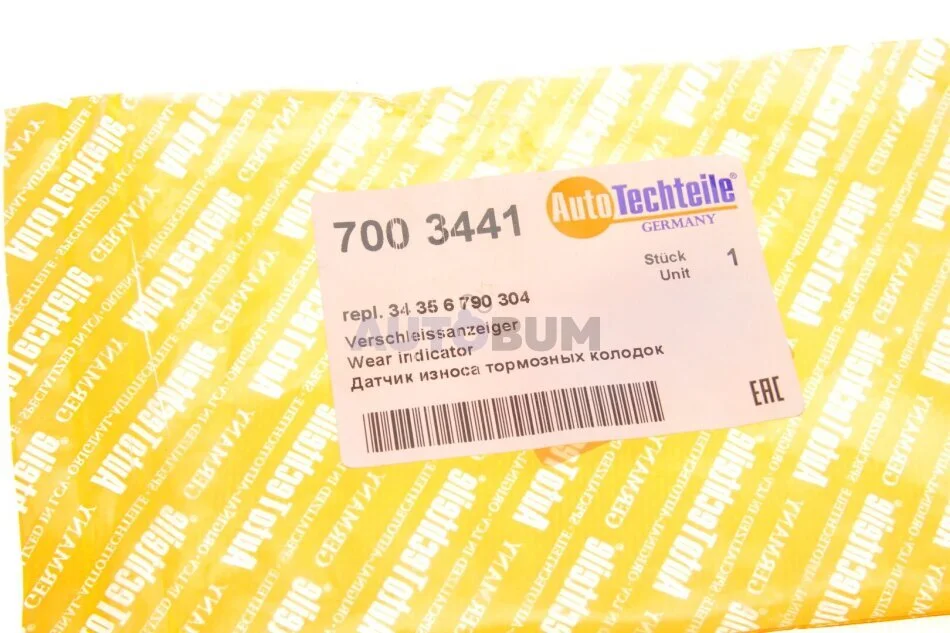 700 3441
AutoTechteile®
GERMANY
Stück 1
Unit
repl. 34 35 6 790 304
AUTOBUM
Verschleissanzeiger
Wear indicator
Датчик износа тормозных колодок
EAC